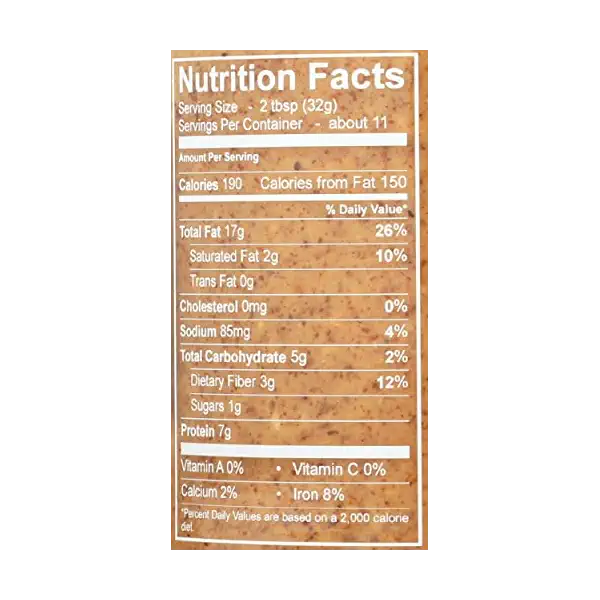 Nutrition Facts
Serving Size - 2 tbsp (32g)
Servings Per Container - about 11
Amount Per Serving
Calories 190 Calories from Fat 150
% Daily Value*
Total Fat 17g 26%
Saturated Fat 2g 10%
Trans Fat 0g
Cholesterol 0mg 0%
Sodium 85mg 4%
Total Carbohydrate 5g 2%
Dietary Fiber 3g 12%
Sugars 1g
Protein 7g
Vitamin A 0% • Vitamin C 0%
Calcium 2% • Iron 8%
*Percent Daily Values are based on a 2,000 calorie
diet.